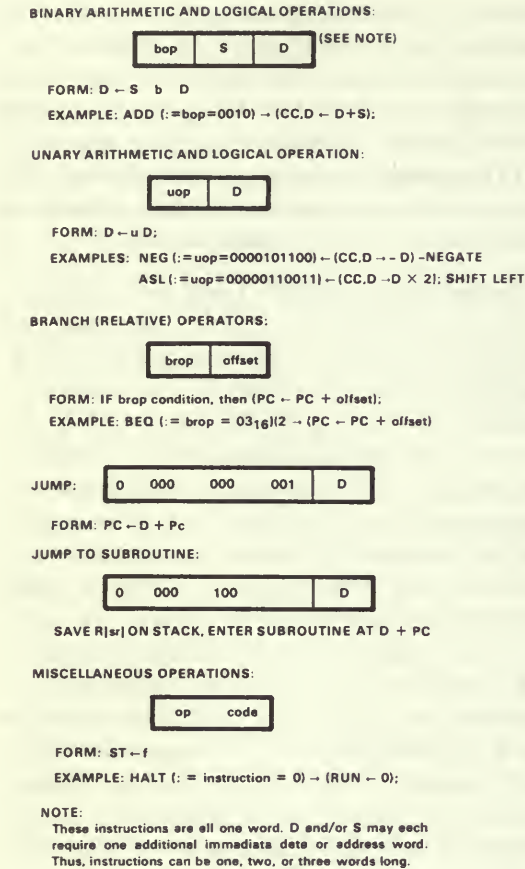 BINARY ARITHMETIC AND LOGICAL OPERATIONS:
bop S D (SEE NOTE)
FORM: D ← S b D
EXAMPLE: ADD (:=bop=0010) → (CC,D ← D+S);
UNARY ARITHMETIC AND LOGICAL OPERATION:
uop D
FORM: D ← u D;
EXAMPLES: NEG (:=uop=0000101100) ← (CC,D → - D) -NEGATE
ASL (:=uop=00000110011) ← (CC,D →D × 2); SHIFT LEFT
BRANCH (RELATIVE) OPERATORS:
brop offset
FORM: IF brop condition, then (PC ← PC + offset);
EXAMPLE: BEQ (:= brop = 03₁₆)(2 → (PC ← PC + offset)
JUMP: 0 000 000 001 D
FORM: PC ← D + Pc
JUMP TO SUBROUTINE:
0 000 100 D
SAVE R|sr| ON STACK, ENTER SUBROUTINE AT D + PC
MISCELLANEOUS OPERATIONS:
op code
FORM: ST ← f
EXAMPLE: HALT (: = instruction = 0) → (RUN ← 0);
NOTE:
These instructions are all one word. D and/or S may each
require one additional immediate date or address word.
Thus, instructions can be one, two, or three words long.